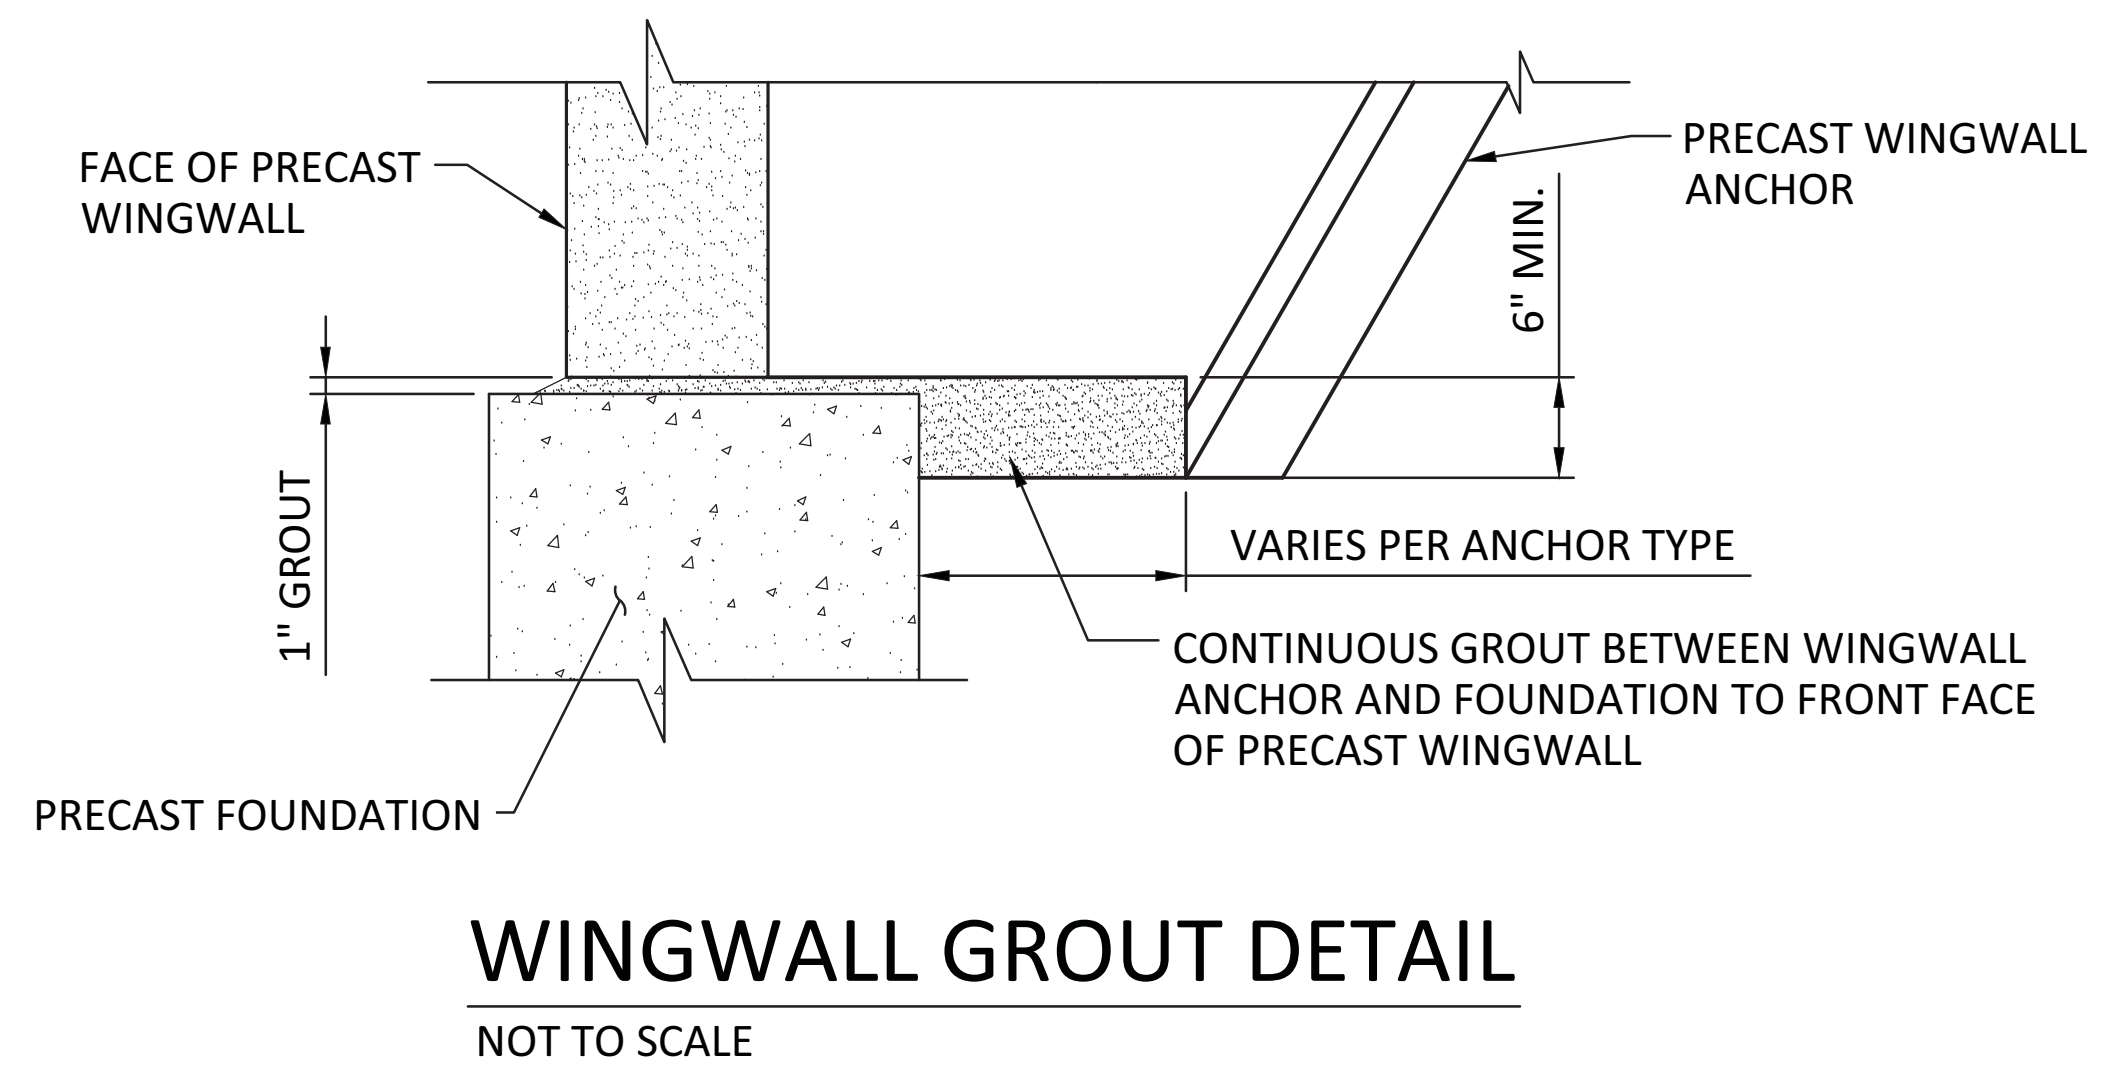 FACE OF PRECAST
WINGWALL
PRECAST WINGWALL
ANCHOR
6" MIN.
1" GROUT
VARIES PER ANCHOR TYPE
CONTINUOUS GROUT BETWEEN WINGWALL
ANCHOR AND FOUNDATION TO FRONT FACE
OF PRECAST WINGWALL
PRECAST FOUNDATION
WINGWALL GROUT DETAIL
NOT TO SCALE